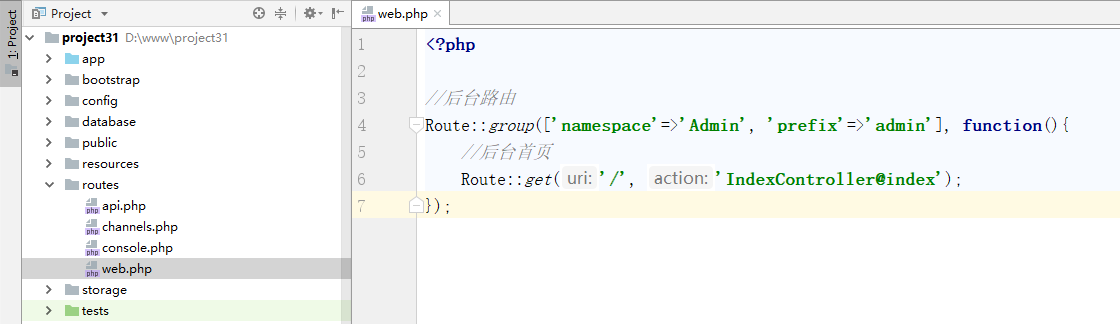 Project
web.php
1: Project
project31 D:\www\project31
app
bootstrap
config
database
public
resources
routes
api.php
channels.php
console.php
web.php
storage
tests
1 <?php
2
3 //后台路由
4 Route::group(['namespace'=>'Admin', 'prefix'=>'admin'], function(){
5 //后台首页
6 Route::get( uri: '/', action: 'IndexController@index');
7 });